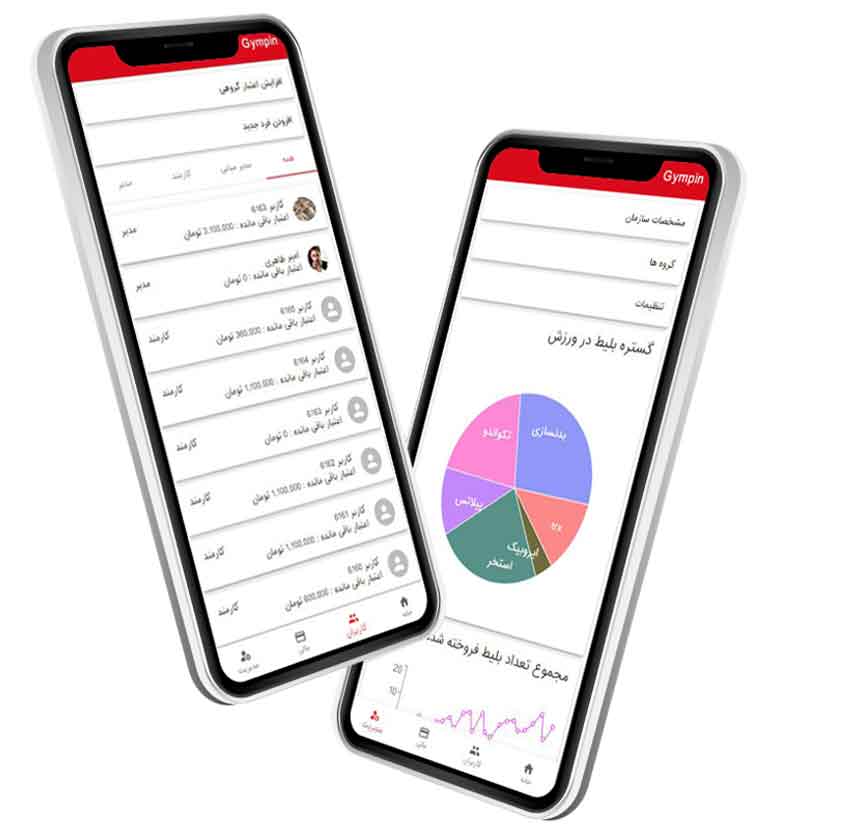 Gympin
افزایش اعتبار گروهی
افزودن فرد جدید
همه
مدیر میانی
کارمند
مدیر
کاربر 6163
اعتبار باقی مانده : 3,100,000 تومان
مدیر
امیر طاهری
اعتبار باقی مانده : 0 تومان
مدیر
کاربر
اعتبار باقی مانده : 360,000 تومان
کارمند
کاربر 6164
اعتبار باقی مانده : 1,100,000 تومان
کارمند
کاربر 6163
اعتبار باقی مانده : 0 تومان
کارمند
کاربر 6162
اعتبار باقی مانده : 1,100,000 تومان
کارمند
کاربر 6161
اعتبار باقی مانده : 1,100,000 تومان
کارمند
کاربر 6160
اعتبار باقی مانده : 600,000 تومان
کارمند
خانه
کاربران
مالی
مدیریت
Gympin
مشخصات سازمان
گروه ها
تنظیمات
گستره بلیط در ورزش
بدنسازی
تکواندو
پیلاتس
استخر
ایروبیک
trx
مجموع تعداد بلیط فروخته شد
20
10
خانه
کاربران
مالی
مدیریت